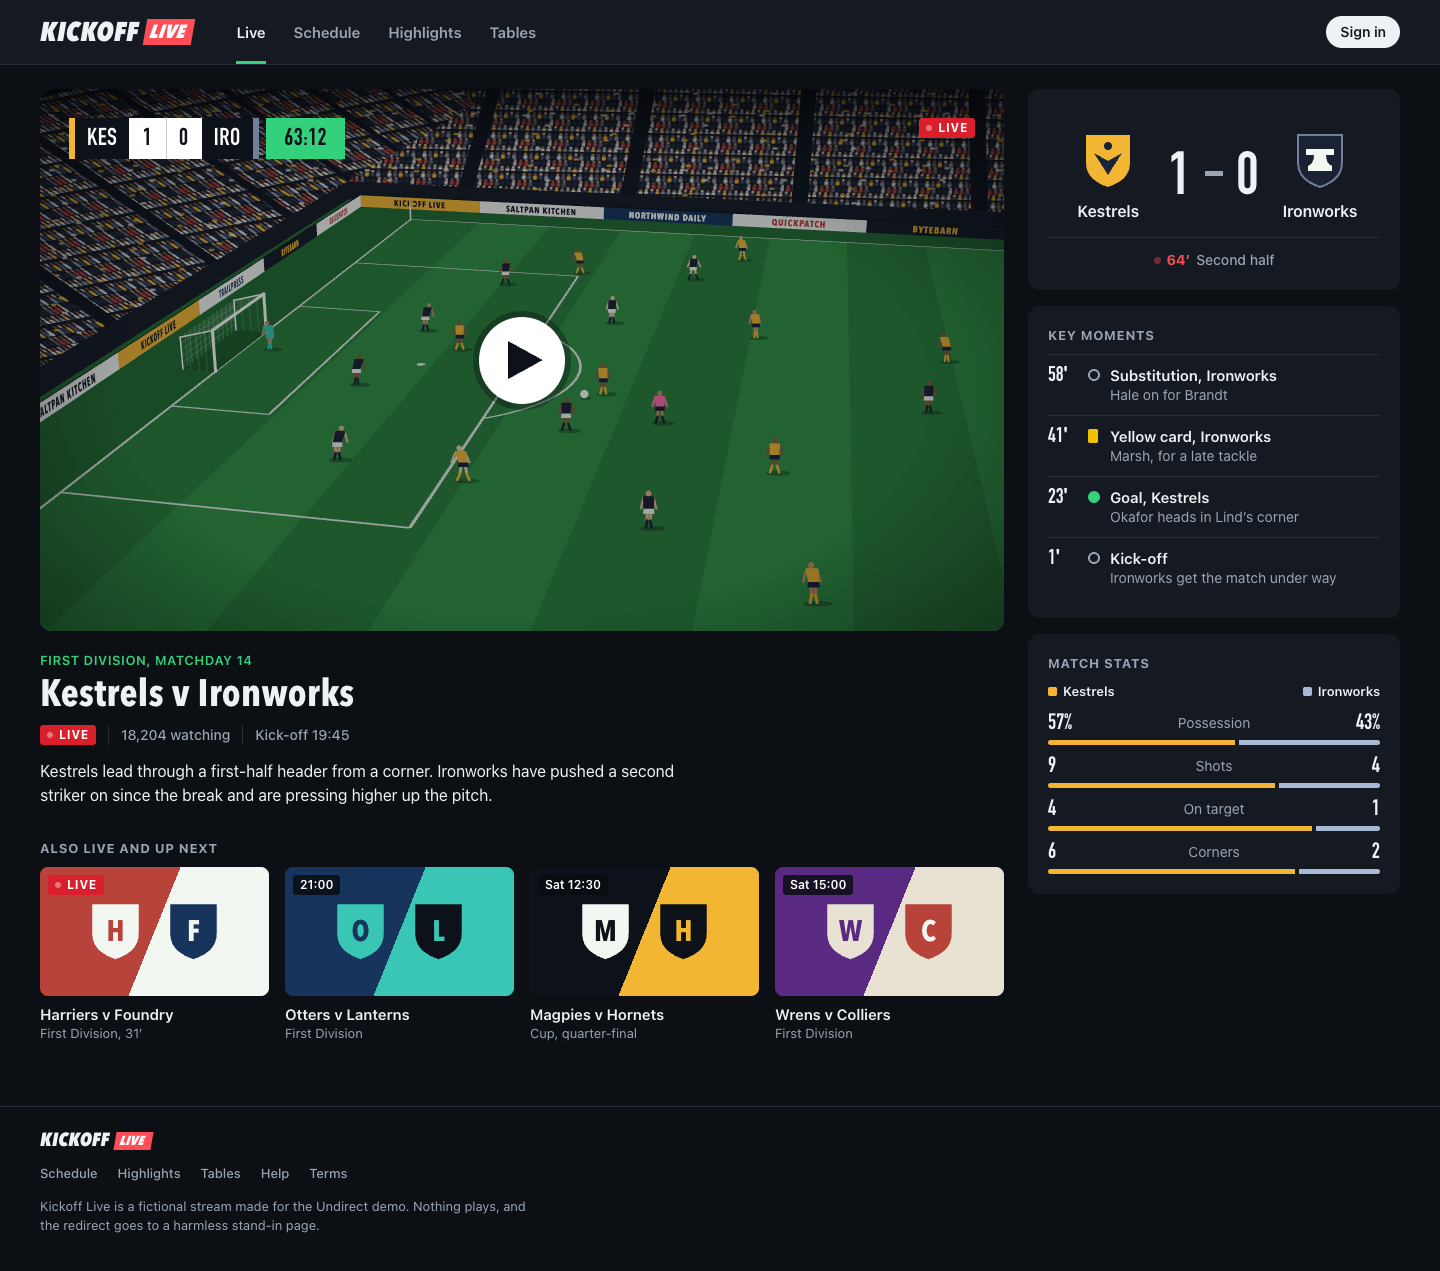 KICKOFF LIVE
Live
Schedule
Highlights
Tables
Sign in
KES 1 0 IRO 63:12
LIVE
QUICKPATCH
KICKOFF LIVE
SALTPAN KITCHEN
NORTHWIND DAILY
QUICKPATCH
BYTEBARN
BYTEBARN
TRAILPRESS
KICKOFF LIVE
ALTPAN KITCHEN
FIRST DIVISION, MATCHDAY 14
Kestrels v Ironworks
LIVE
18,204 watching
Kick-off 19:45
Kestrels lead through a first-half header from a corner. Ironworks have pushed a second
striker on since the break and are pressing higher up the pitch.
ALSO LIVE AND UP NEXT
LIVE
H F
Harriers v Foundry
First Division, 31′
21:00
O L
Otters v Lanterns
First Division
Sat 12:30
M H
Magpies v Hornets
Cup, quarter-final
Sat 15:00
W C
Wrens v Colliers
First Division
1 – 0
Kestrels
Ironworks
64′ Second half
KEY MOMENTS
58' Substitution, Ironworks
Hale on for Brandt
41' Yellow card, Ironworks
Marsh, for a late tackle
23' Goal, Kestrels
Okafor heads in Lind's corner
1' Kick-off
Ironworks get the match under way
MATCH STATS
Kestrels
Ironworks
57% Possession 43%
9 Shots 4
4 On target 1
6 Corners 2
KICKOFF LIVE
Schedule
Highlights
Tables
Help
Terms
Kickoff Live is a fictional stream made for the Undirect demo. Nothing plays, and
the redirect goes to a harmless stand-in page.